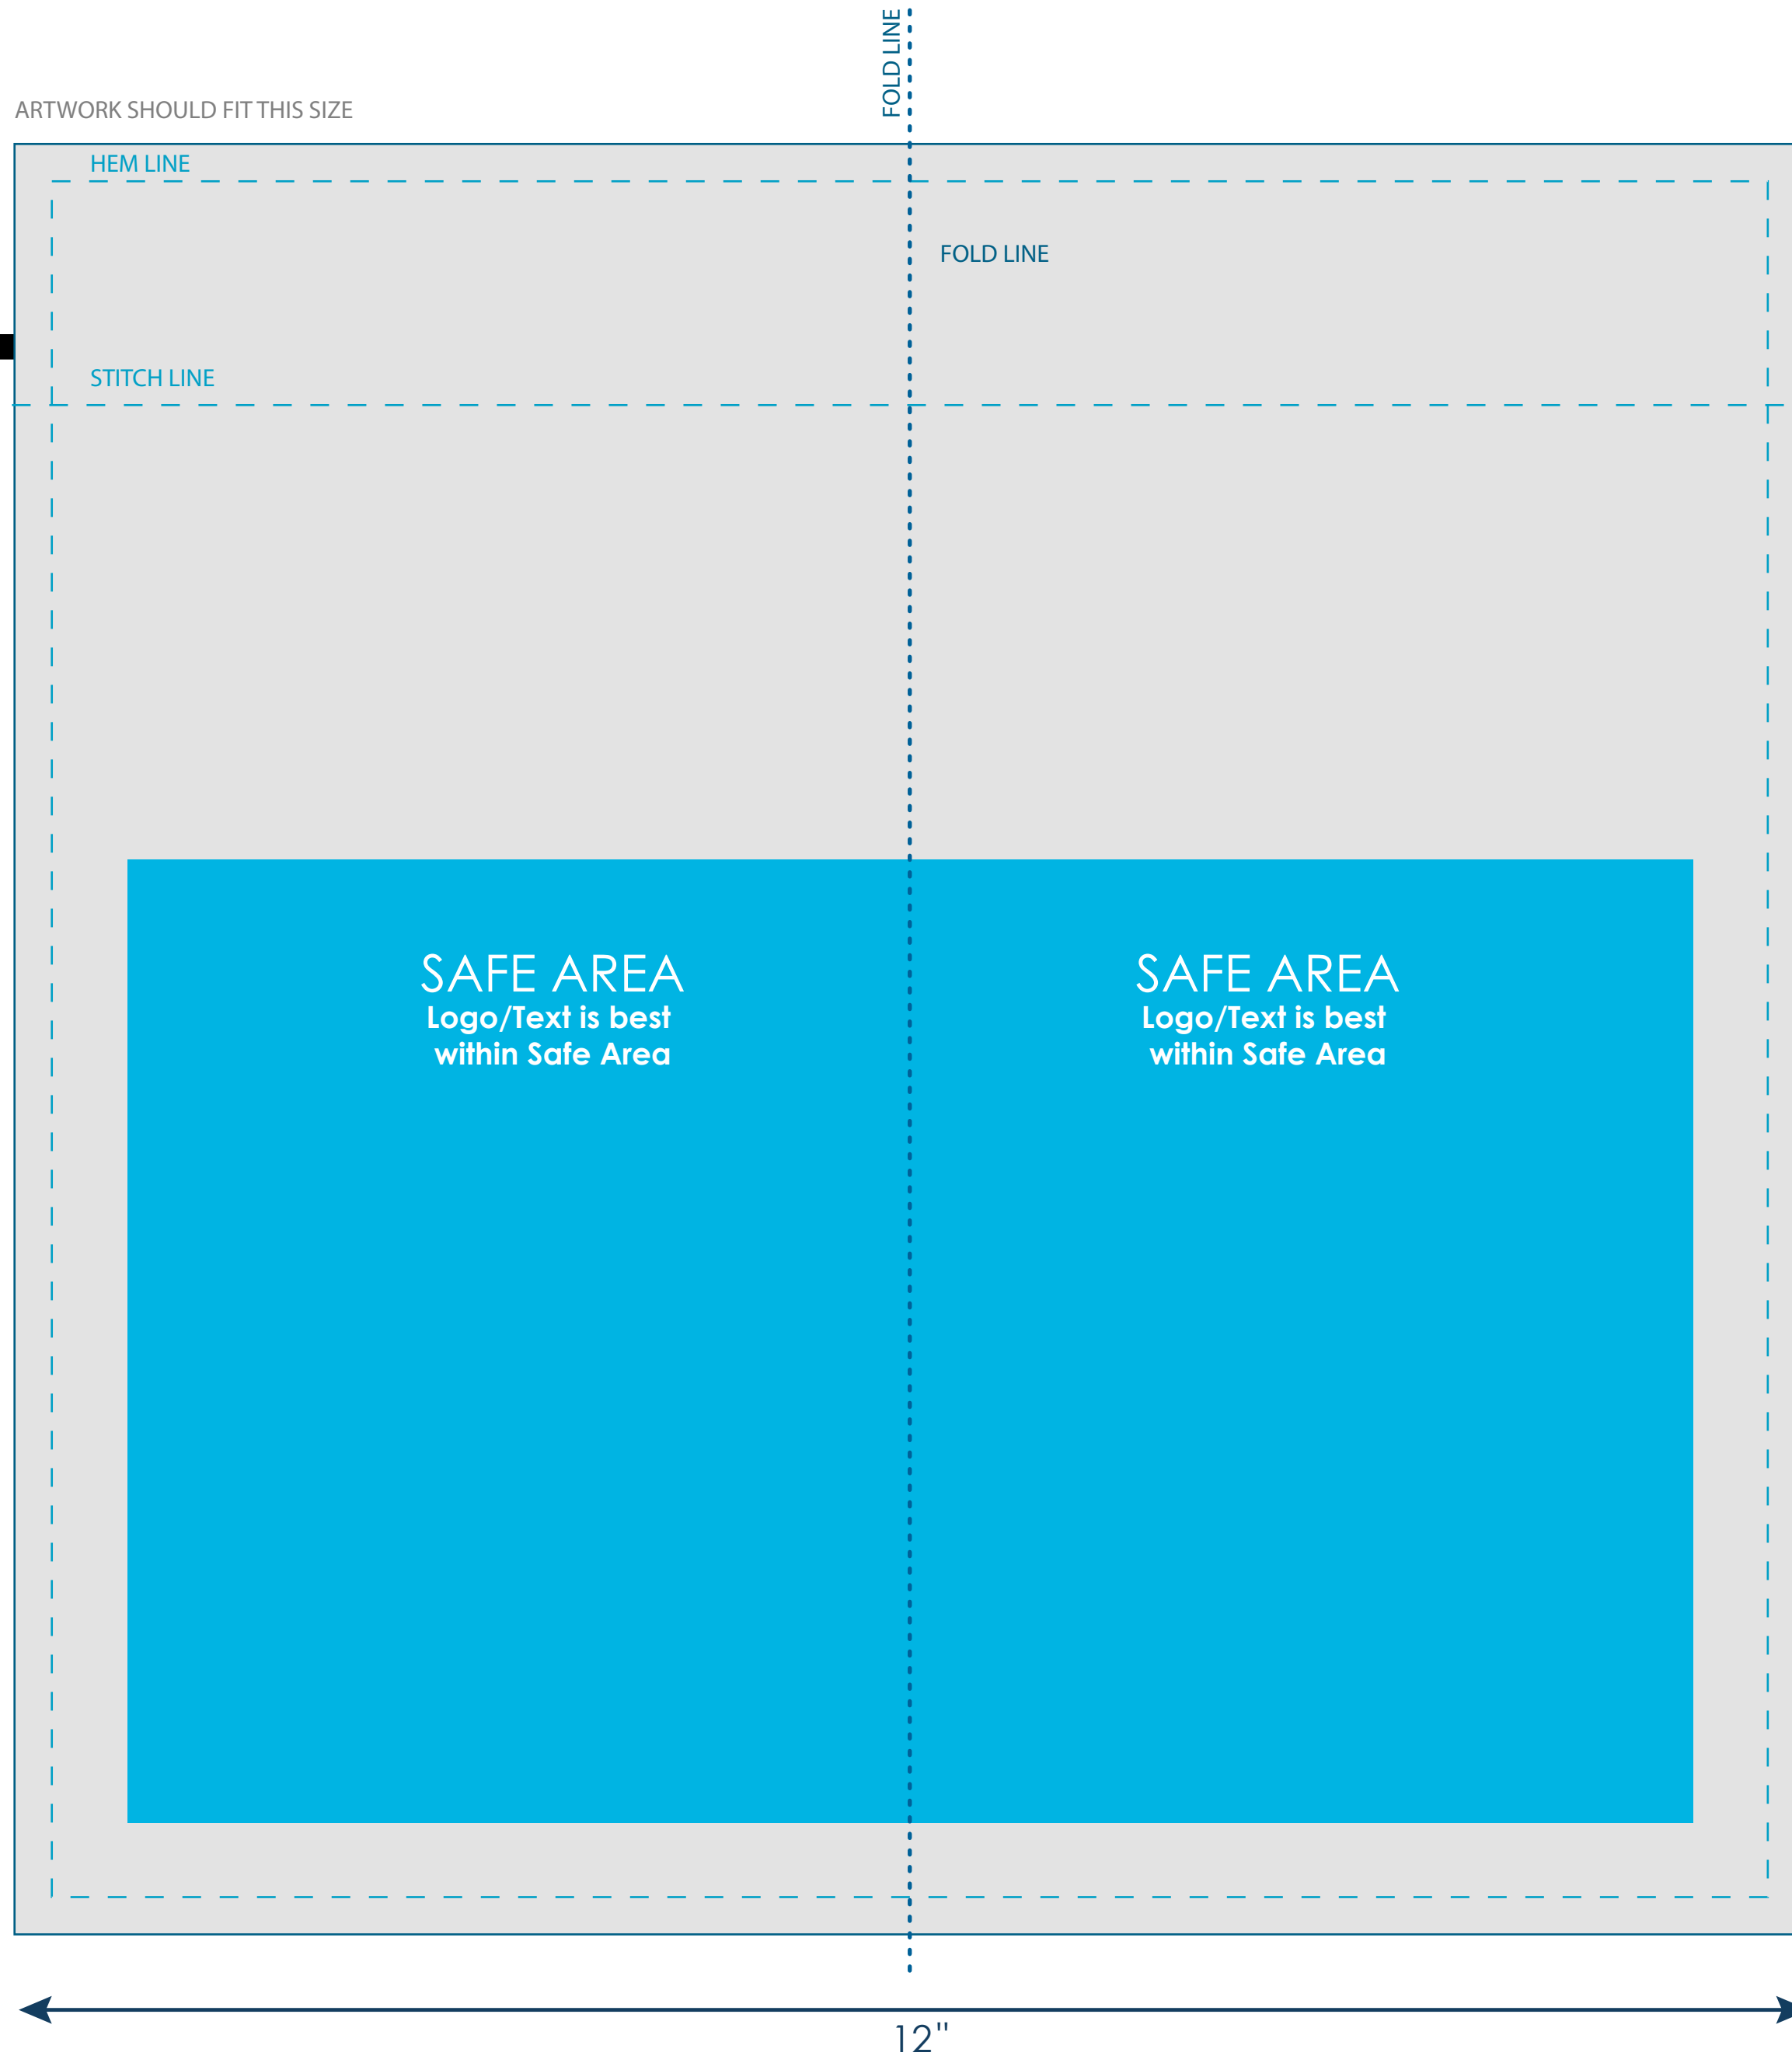 FOLD LINE
ARTWORK SHOULD FIT THIS SIZE
HEM LINE
FOLD LINE
STITCH LINE
SAFE AREA
Logo/Text is best
within Safe Area
SAFE AREA
Logo/Text is best
within Safe Area
12"